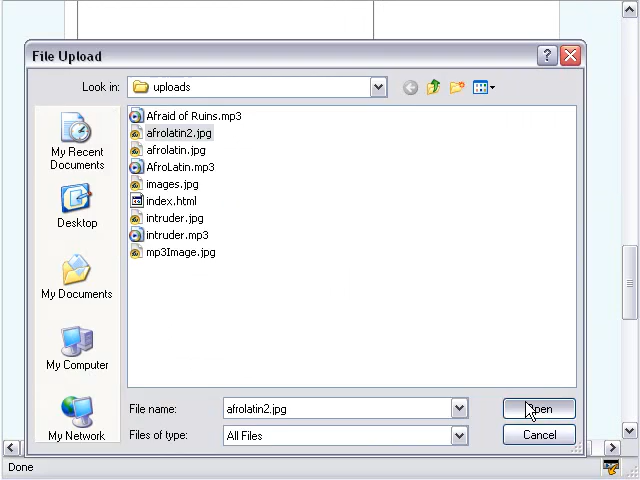 File Upload
Look in:
uploads
My Recent
Documents
Desktop
My Documents
My Computer
My Network
Afraid of Ruins.mp3
afrolatin2.jpg
afrolatin.jpg
AfroLatin.mp3
images.jpg
index.html
intruder.jpg
intruder.mp3
mp3Image.jpg
File name:
afrolatin2.jpg
Open
Files of type:
All Files
Cancel
Done